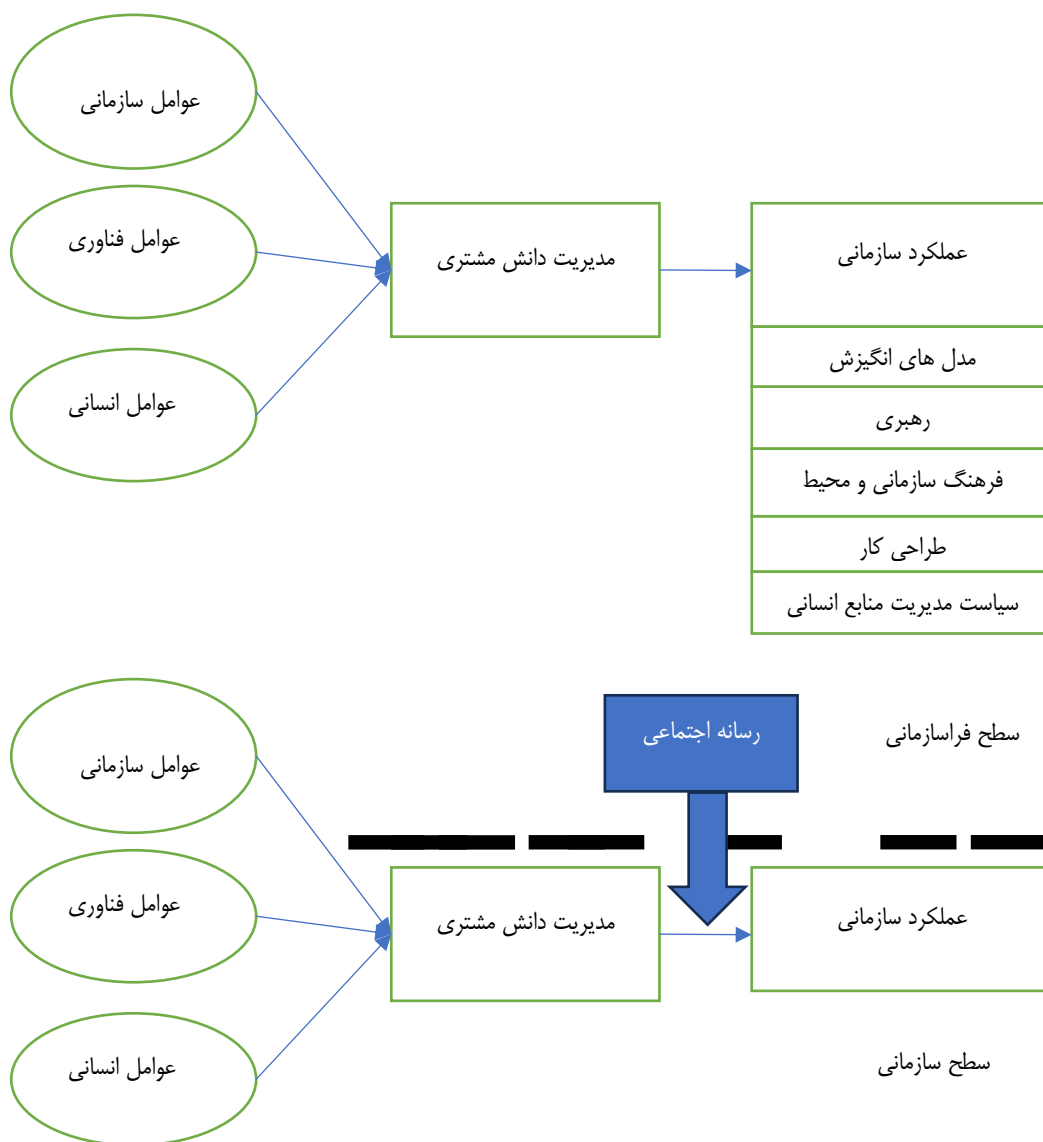 عوامل سازمانی
عوامل فناوری
عوامل انسانی
مدیریت دانش مشتری
عملکرد سازمانی
مدل های انگیزش
رهبری
فرهنگ سازمانی و محیط
طراحی کار
سیاست مدیریت منابع انسانی
سطح فراسازمانی
رسانه اجتماعی
عوامل سازمانی
عوامل فناوری
عوامل انسانی
مدیریت دانش مشتری
عملکرد سازمانی
سطح سازمانی